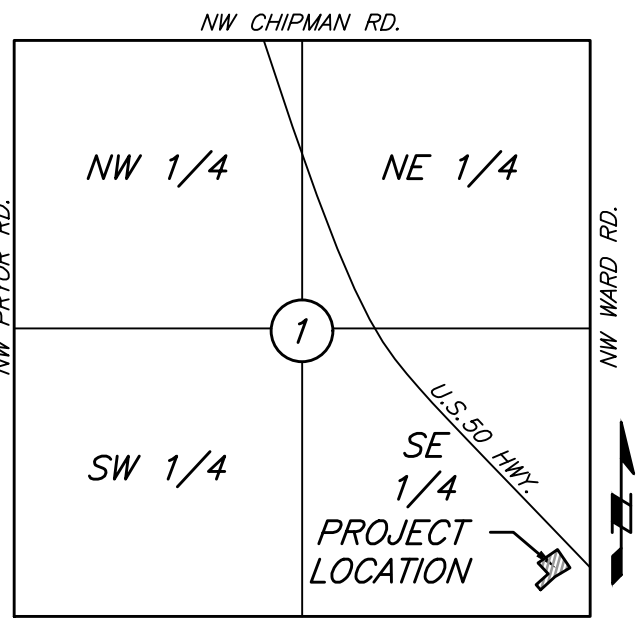 NW CHIPMAN RD.
NW 1/4
NE 1/4
NW PRYOR RD.
NW WARD RD.
1
U.S.50 HWY.
SW 1/4
SE
1/4
PROJECT
LOCATION